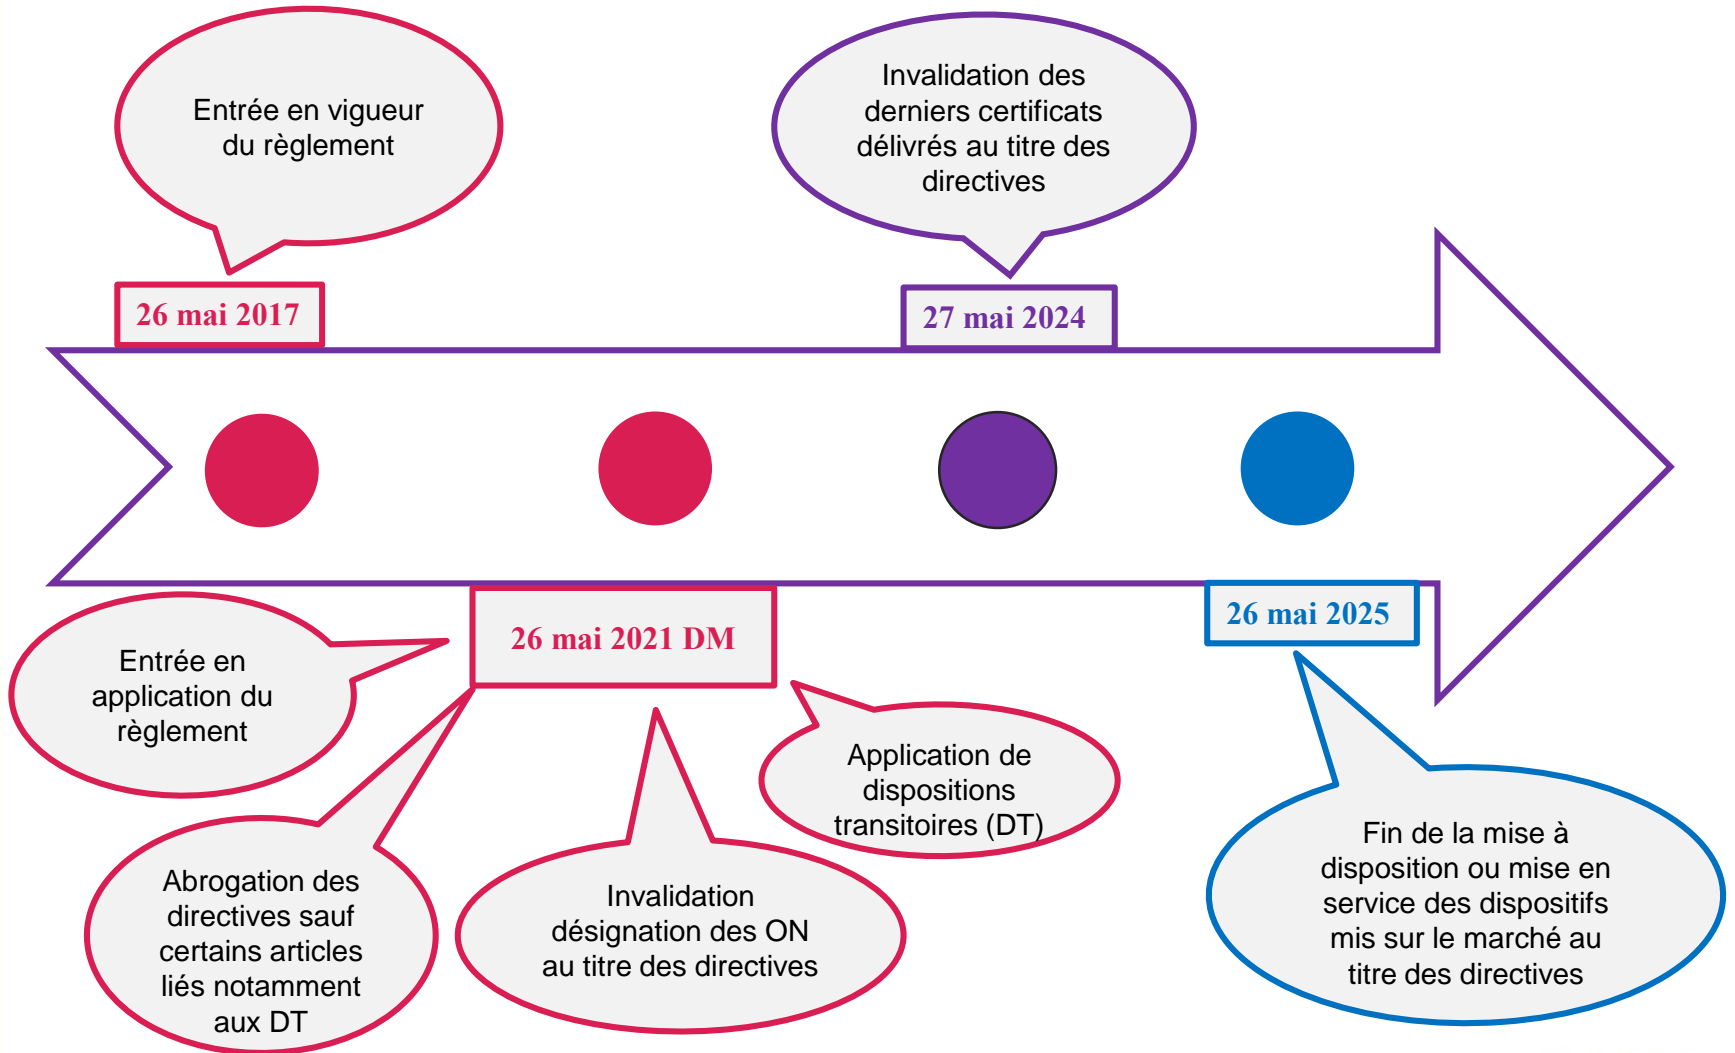 Entrée en vigueur
du règlement
Invalidation des
derniers certificats
délivrés au titre des
directives
26 mai 2017
27 mai 2024
26 mai 2021 DM
26 mai 2025
Entrée en
application du
règlement
Abrogation des
directives sauf
certains articles
liés notamment
aux DT
Invalidation
désignation des ON
au titre des directives
Application de
dispositions
transitoires (DT)
Fin de la mise à
disposition ou mise en
service des dispositifs
mis sur le marché au
titre des directives